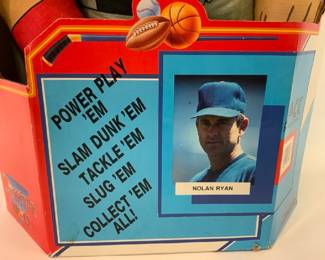 POWER PLAY
'EM
SLAM DUNK 'EM
TACKLE 'EM
SLUG 'EM
COLLECT 'EM
ALL!
NOLAN RYAN